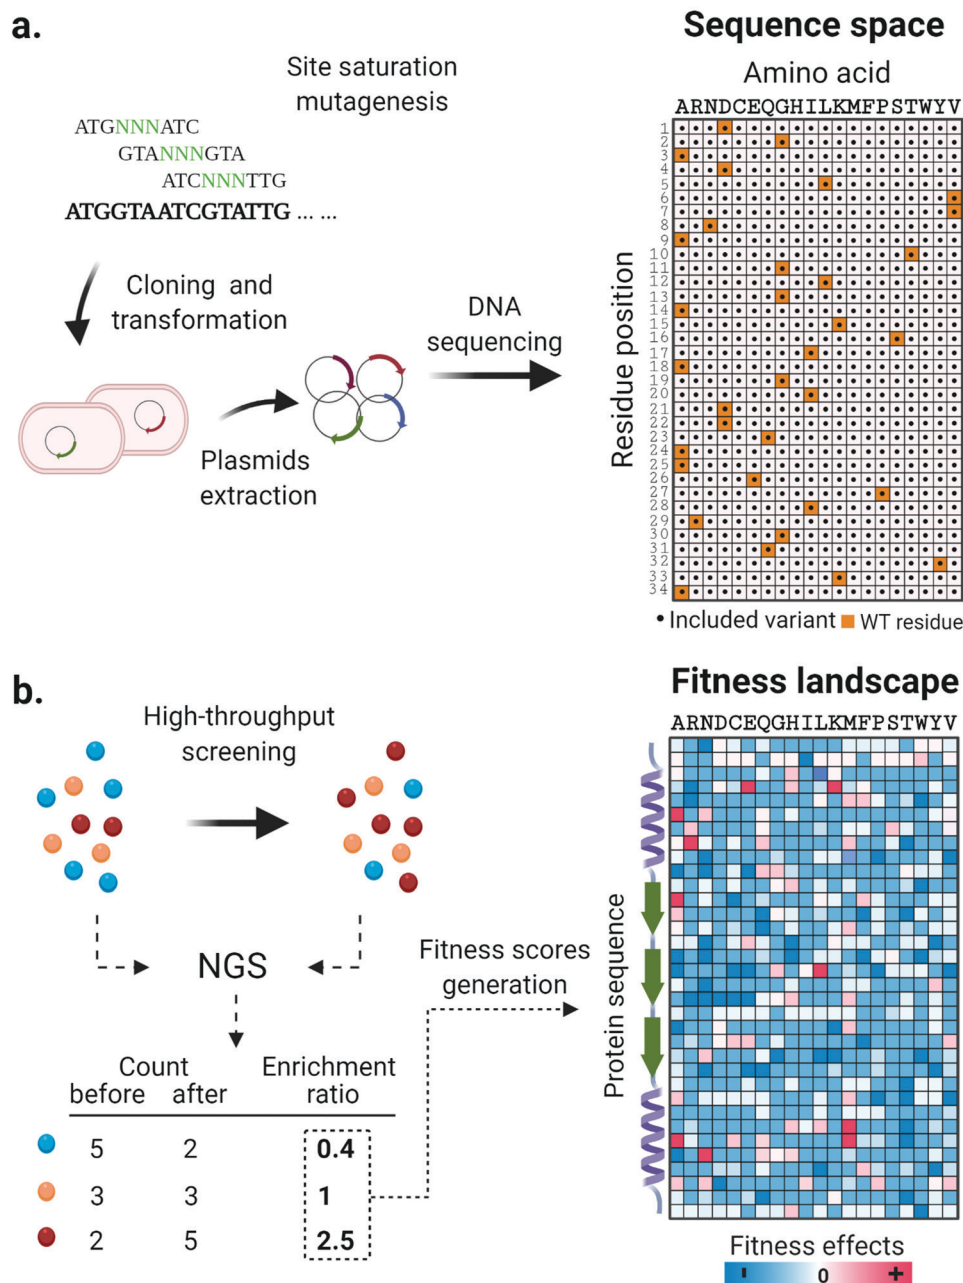 a.
Site saturation
mutagenesis
ATGNNNATC
GTANNNGTA
ATCNNNTTG
ATGGTAATCGTATTG ... ...
Cloning and
transformation
Plasmids
extraction
DNA
sequencing
Sequence space
Amino acid
ARNDCEQGHILKMFPSTWYV
Residue position
1
2
3
4
5
6
7
8
9
10
11
12
13
14
15
16
17
18
19
20
21
22
23
24
25
26
27
28
29
30
31
32
33
34
• Included variant WT residue
b.
High-throughput
screening
NGS
Count
before after
Enrichment
ratio
5 2 0.4
3 3 1
2 5 2.5
Fitness scores
generation
Fitness landscape
ARNDCEQGHILKMFPSTWYV
Protein sequence
Fitness effects
- 0 +